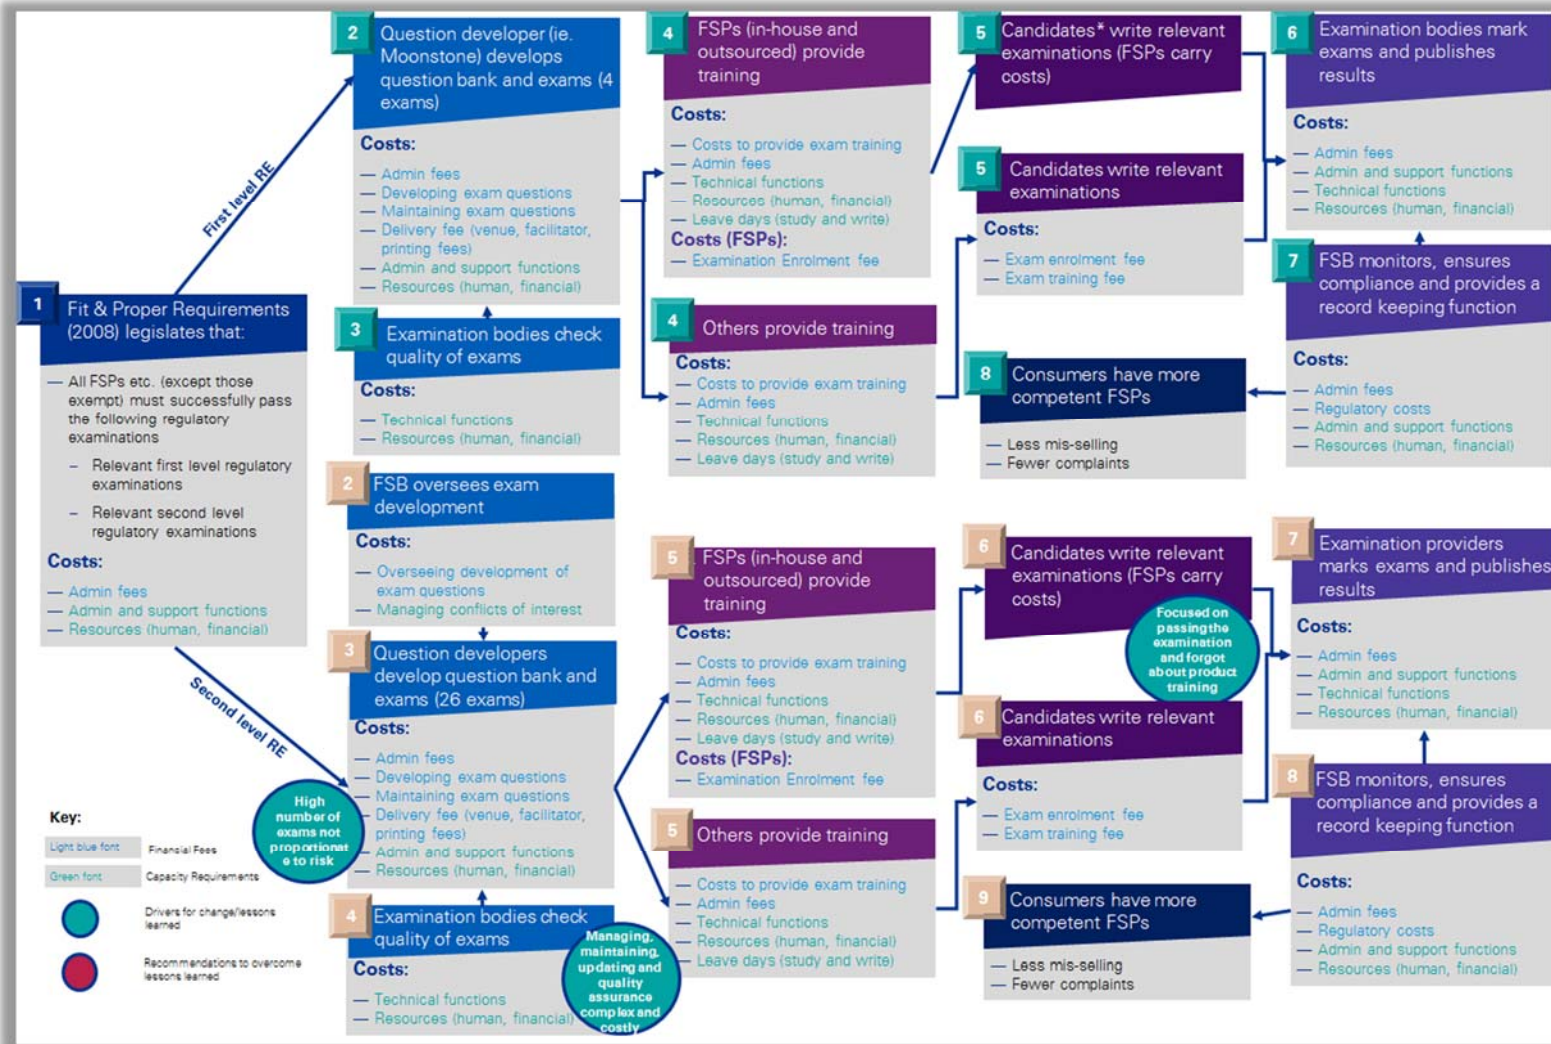 1
Fit & Proper Requirements
(2008) legislates that:
— All FSPs etc. (except those
exempt) must successfully pass
the following regulatory
examinations
– Relevant first level regulatory
examinations
– Relevant second level
regulatory examinations
Costs:
— Admin fees
— Admin and support functions
— Resources (human, financial)
First level RE
2
Question developer (ie.
Moonstone) develops
question bank and exams (4
exams)
Costs:
— Admin fees
— Developing exam questions
— Maintaining exam questions
— Delivery fee (venue, facilitator,
printing fees)
— Admin and support functions
— Resources (human, financial)
3
Examination bodies check
quality of exams
Costs:
— Technical functions
— Resources (human, financial)
4
FSPs (in-house and
outsourced) provide
training
Costs:
— Costs to provide exam training
— Admin fees
— Technical functions
— Resources (human, financial)
— Leave days (study and write)
Costs (FSPs):
— Examination Enrolment fee
4
Others provide training
Costs:
— Costs to provide exam training
— Admin fees
— Technical functions
— Resources (human, financial)
— Leave days (study and write)
5
Candidates* write relevant
examinations (FSPs carry
costs)
5
Candidates write relevant
examinations
Costs:
— Exam enrolment fee
— Exam training fee
6
Examination bodies mark
exams and publishes
results
Costs:
— Admin fees
— Admin and support functions
— Technical functions
— Resources (human, financial)
7
FSB monitors, ensures
compliance and provides a
record keeping function
Costs:
— Admin fees
— Regulatory costs
— Admin and support functions
— Resources (human, financial)
8
Consumers have more
competent FSPs
— Less mis-selling
— Fewer complaints
Second level RE
2
FSB oversees exam
development
Costs:
— Overseeing development of
exam questions
— Managing conflicts of interest
3
Question developers
develop question bank and
exams (26 exams)
Costs:
— Admin fees
— Developing exam questions
— Maintaining exam questions
— Delivery fee (venue, facilitator,
printing fees)
— Admin and support functions
— Resources (human, financial)
High
number of
exams not
proportionat
e to risk
4
Examination bodies check
quality of exams
Costs:
— Technical functions
— Resources (human, financial)
Managing,
maintaining,
updating and
quality
assurance
complex and
costly
5
. FSPs (in-house and
outsourced) provide
training
Costs:
— Costs to provide exam training
— Admin fees
— Technical functions
— Resources (human, financial)
— Leave days (study and write)
Costs (FSPs):
— Examination Enrolment fee
5
Others provide training
Costs:
— Costs to provide exam training
— Admin fees
— Technical functions
— Resources (human, financial)
— Leave days (study and write)
6
Candidates write relevant
examinations (FSPs carry
costs)
Focused on
passing the
examination
and forgot
about product
training
6
Candidates write relevant
examinations
Costs:
— Exam enrolment fee
— Exam training fee
7
Examination providers
marks exams and publishes
results
Costs:
— Admin fees
— Admin and support functions
— Technical functions
— Resources (human, financial)
8
FSB monitors, ensures
compliance and provides a
record keeping function
Costs:
— Admin fees
— Regulatory costs
— Admin and support functions
— Resources (human, financial)
9
Consumers have more
competent FSPs
— Less mis-selling
— Fewer complaints
Key:
Light blue font Financial Fees
Green font Capacity Requirements
Drivers for change/lessons
learned
Recommendations to overcome
lessons learned